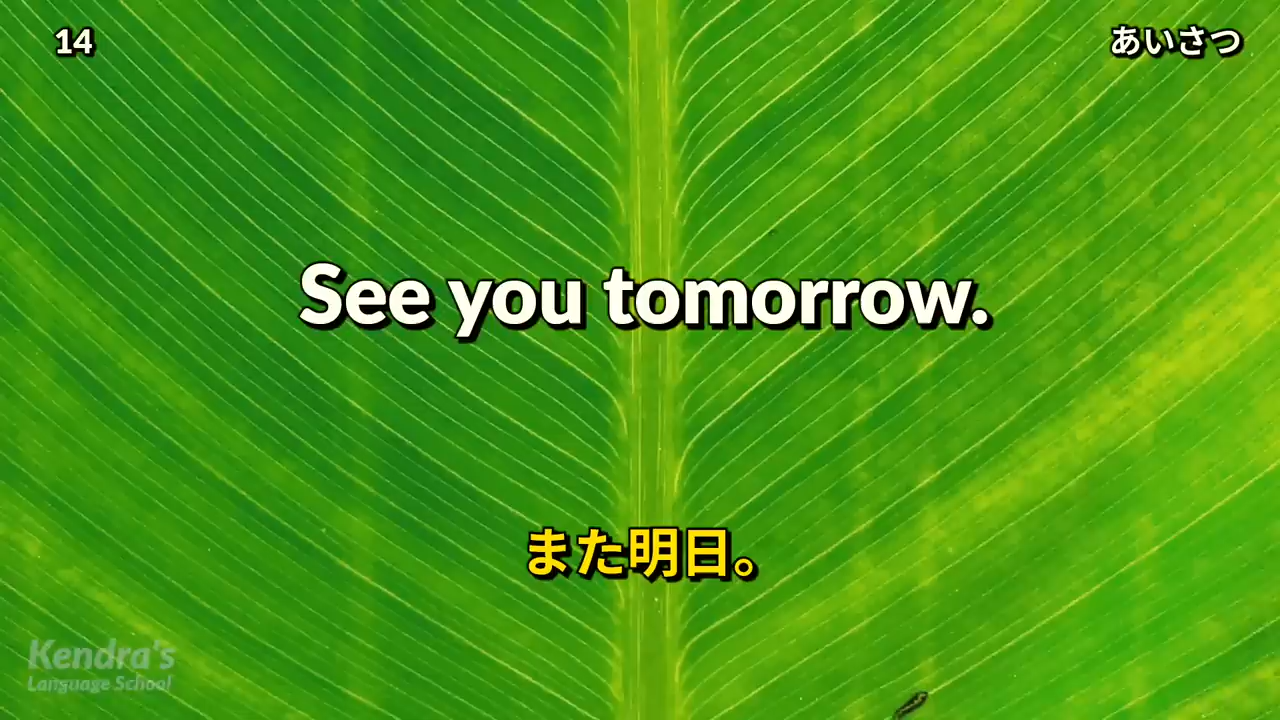 14
あいさつ
See you tomorrow.
また明日。
Kendra's
Language School